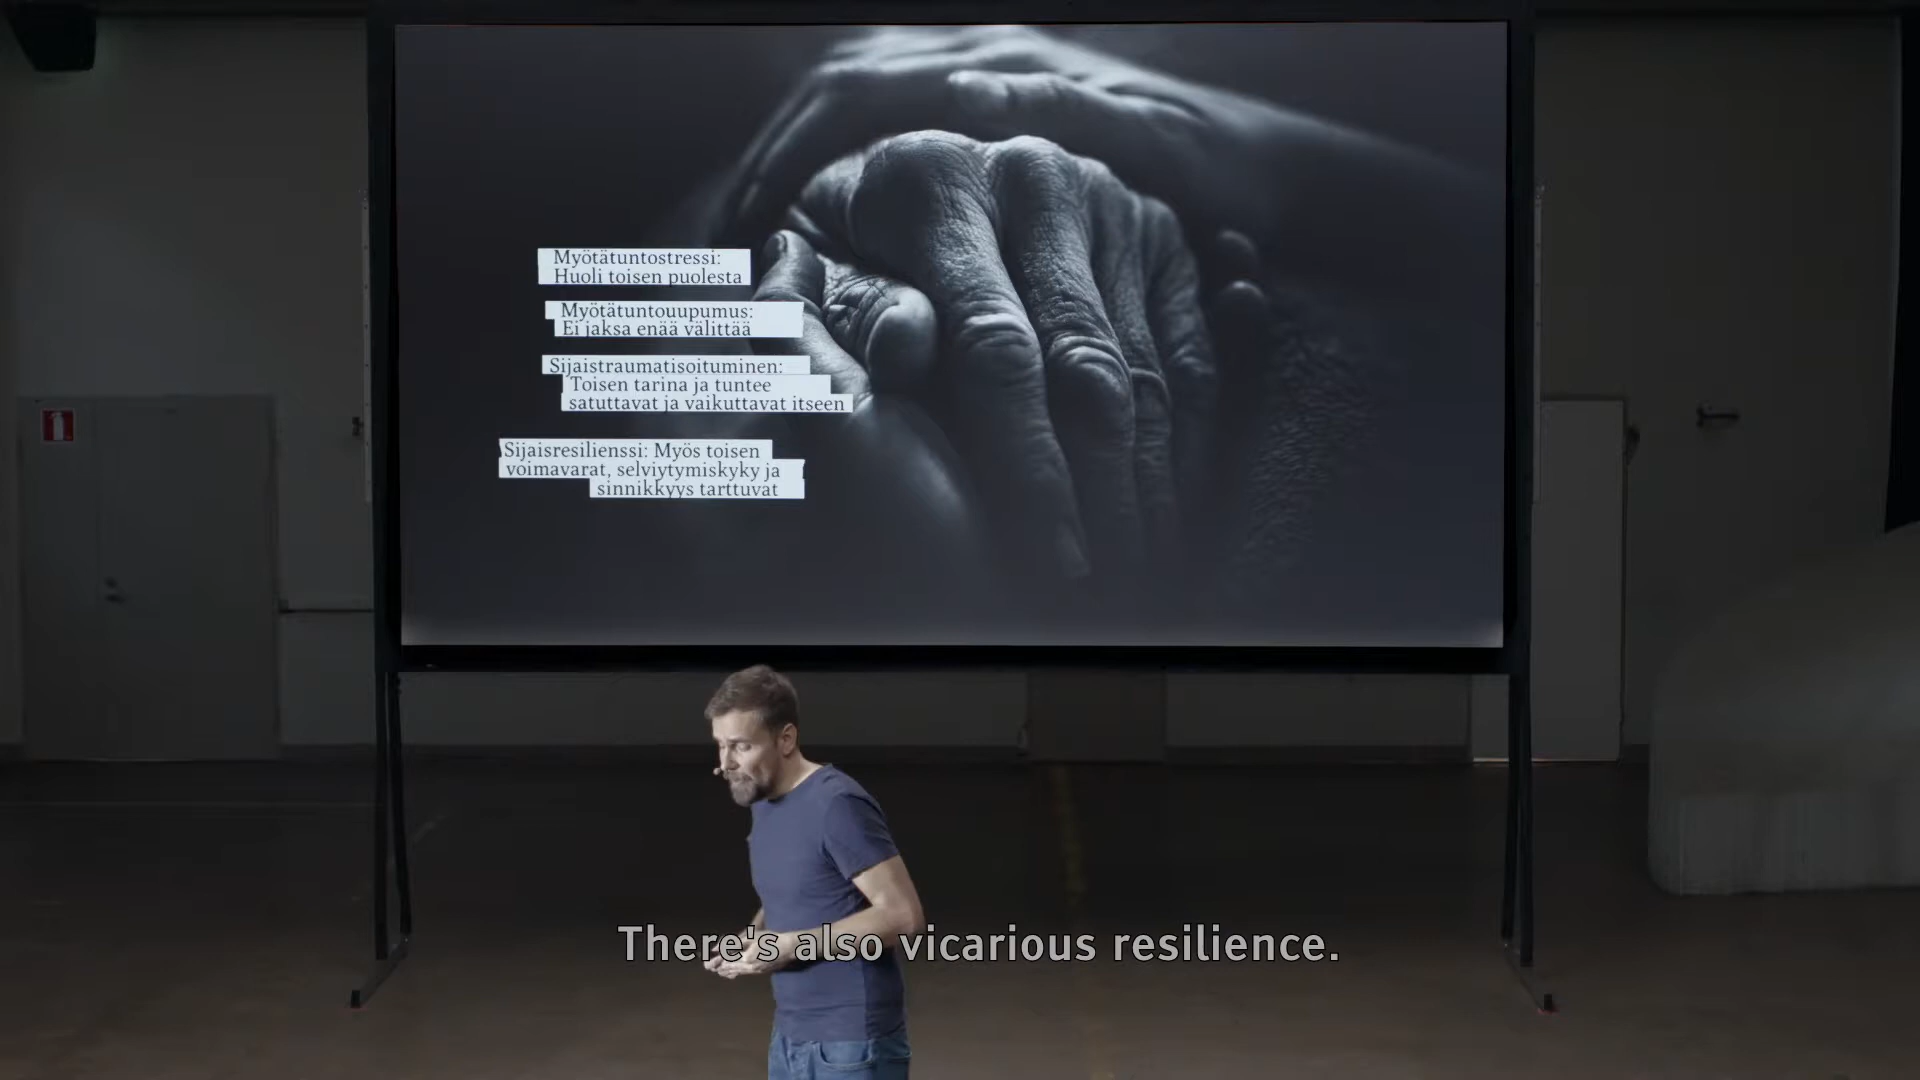 Myötätuntostressi:
Huoli toisen puolesta
Myötätuntouupumus:
Ei jaksa enää välittää
Sijaistraumatisoituminen:
Toisen tarina ja tuntee
satuttavat ja vaikuttavat itseen
Sijaisresilienssi: Myös toisen
voimavarat, selviytymiskyky ja
sinnikkyys tarttuvat
There's also vicarious resilience.